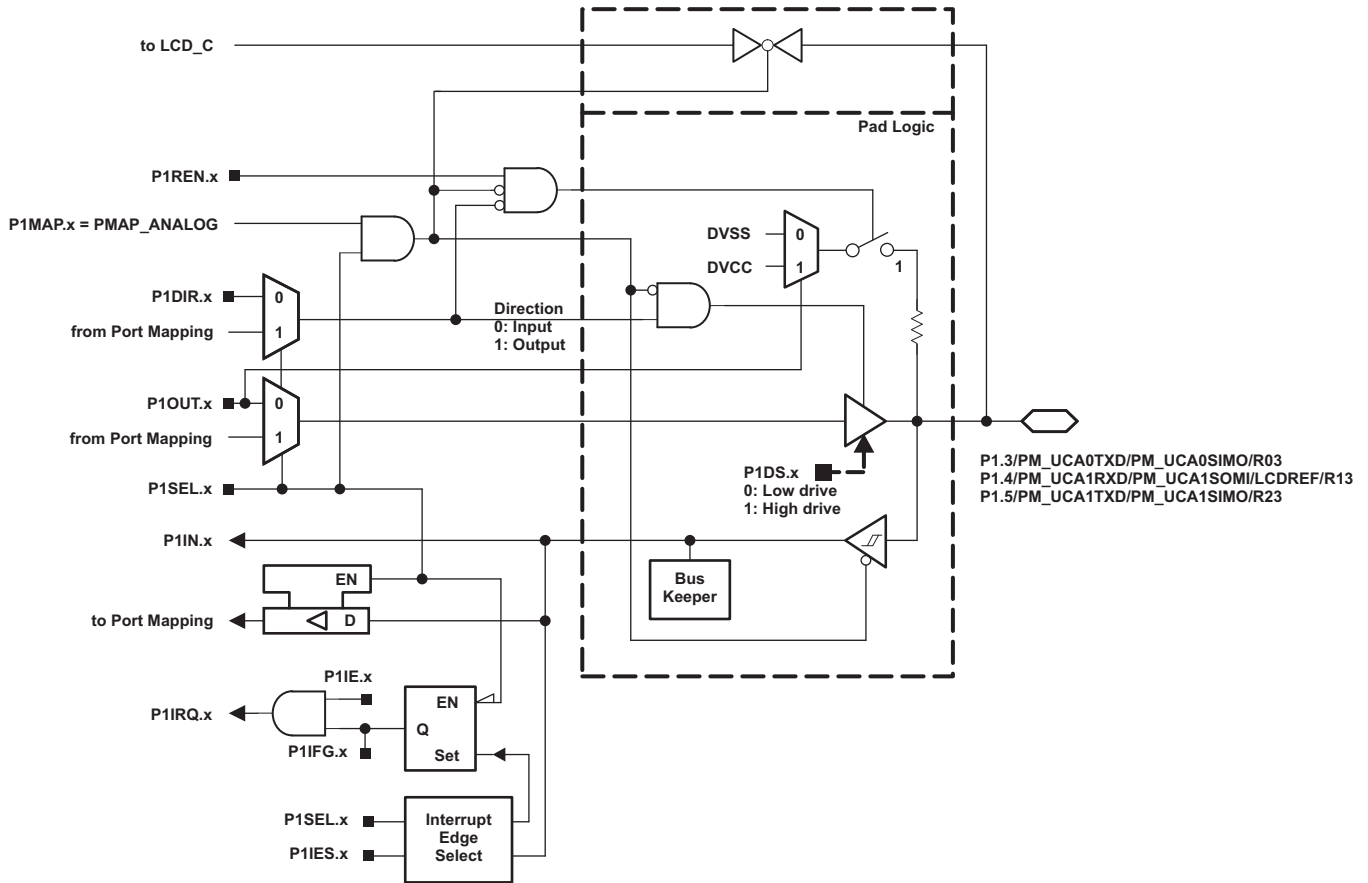 to LCD_C
Pad Logic
P1REN.x
P1MAP.x = PMAP_ANALOG
DVSS
0
DVCC
1
1
P1DIR.x
0
from Port Mapping
1
Direction
0: Input
1: Output
P1OUT.x
0
from Port Mapping
1
P1DS.x
0: Low drive
1: High drive
P1.3/PM_UCA0TXD/PM_UCA0SIMO/R03
P1.4/PM_UCA1RXD/PM_UCA1SOMI/LCDREF/R13
P1.5/PM_UCA1TXD/PM_UCA1SIMO/R23
P1SEL.x
P1IN.x
Bus
Keeper
EN
to Port Mapping
D
P1IE.x
EN
P1IRQ.x
Q
P1IFG.x
Set
P1SEL.x
P1IES.x
Interrupt
Edge
Select